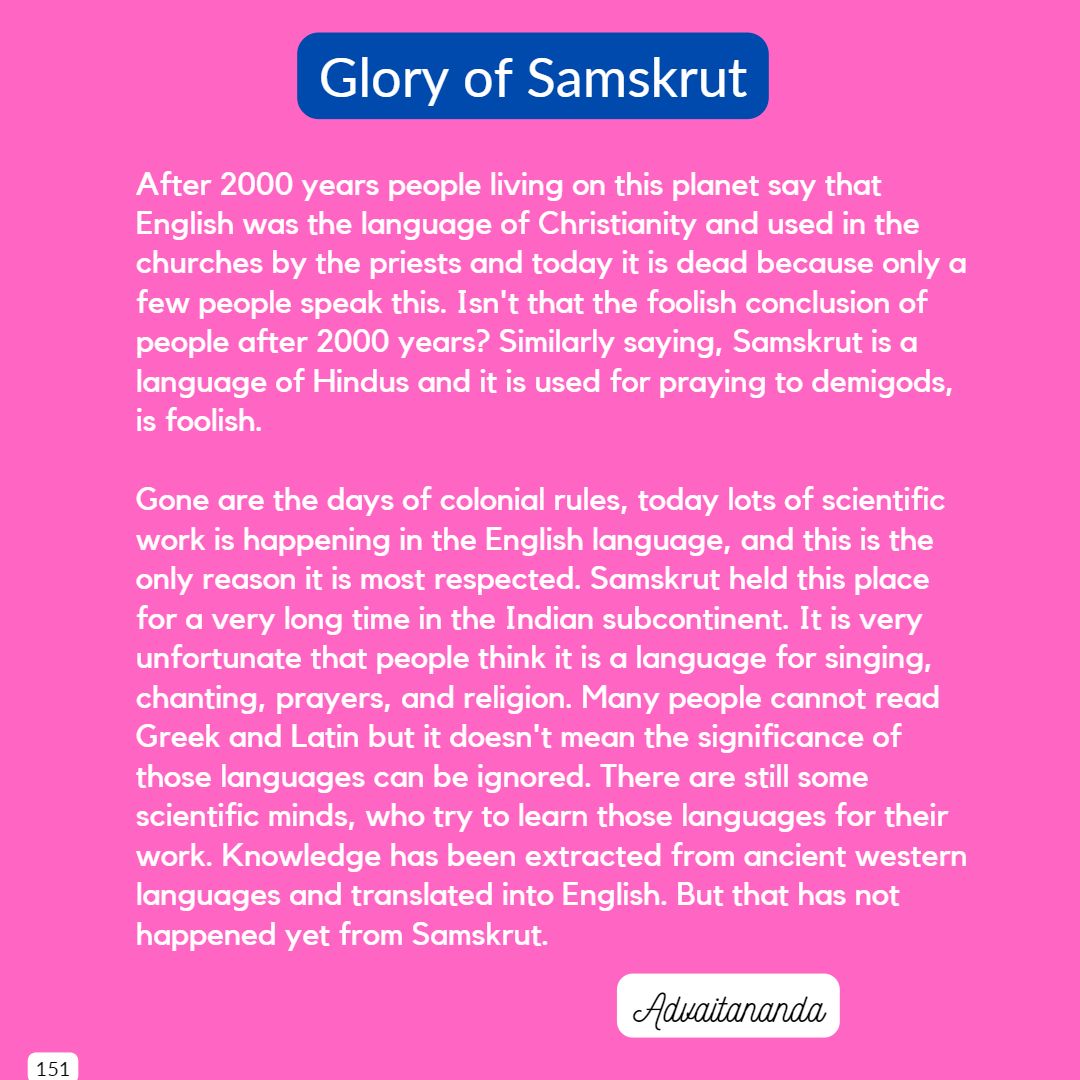 Glory of Samskrut
After 2000 years people living on this planet say that
English was the language of Christianity and used in the
churches by the priests and today it is dead because only a
few people speak this. Isn't that the foolish conclusion of
people after 2000 years? Similarly saying, Samskrut is a
language of Hindus and it is used for praying to demigods,
is foolish.
Gone are the days of colonial rules, today lots of scientific
work is happening in the English language, and this is the
only reason it is most respected. Samskrut held this place
for a very long time in the Indian subcontinent. It is very
unfortunate that people think it is a language for singing,
chanting, prayers, and religion. Many people cannot read
Greek and Latin but it doesn't mean the significance of
those languages can be ignored. There are still some
scientific minds, who try to learn those languages for their
work. Knowledge has been extracted from ancient western
languages and translated into English. But that has not
happened yet from Samskrut.
Advaitananda
151